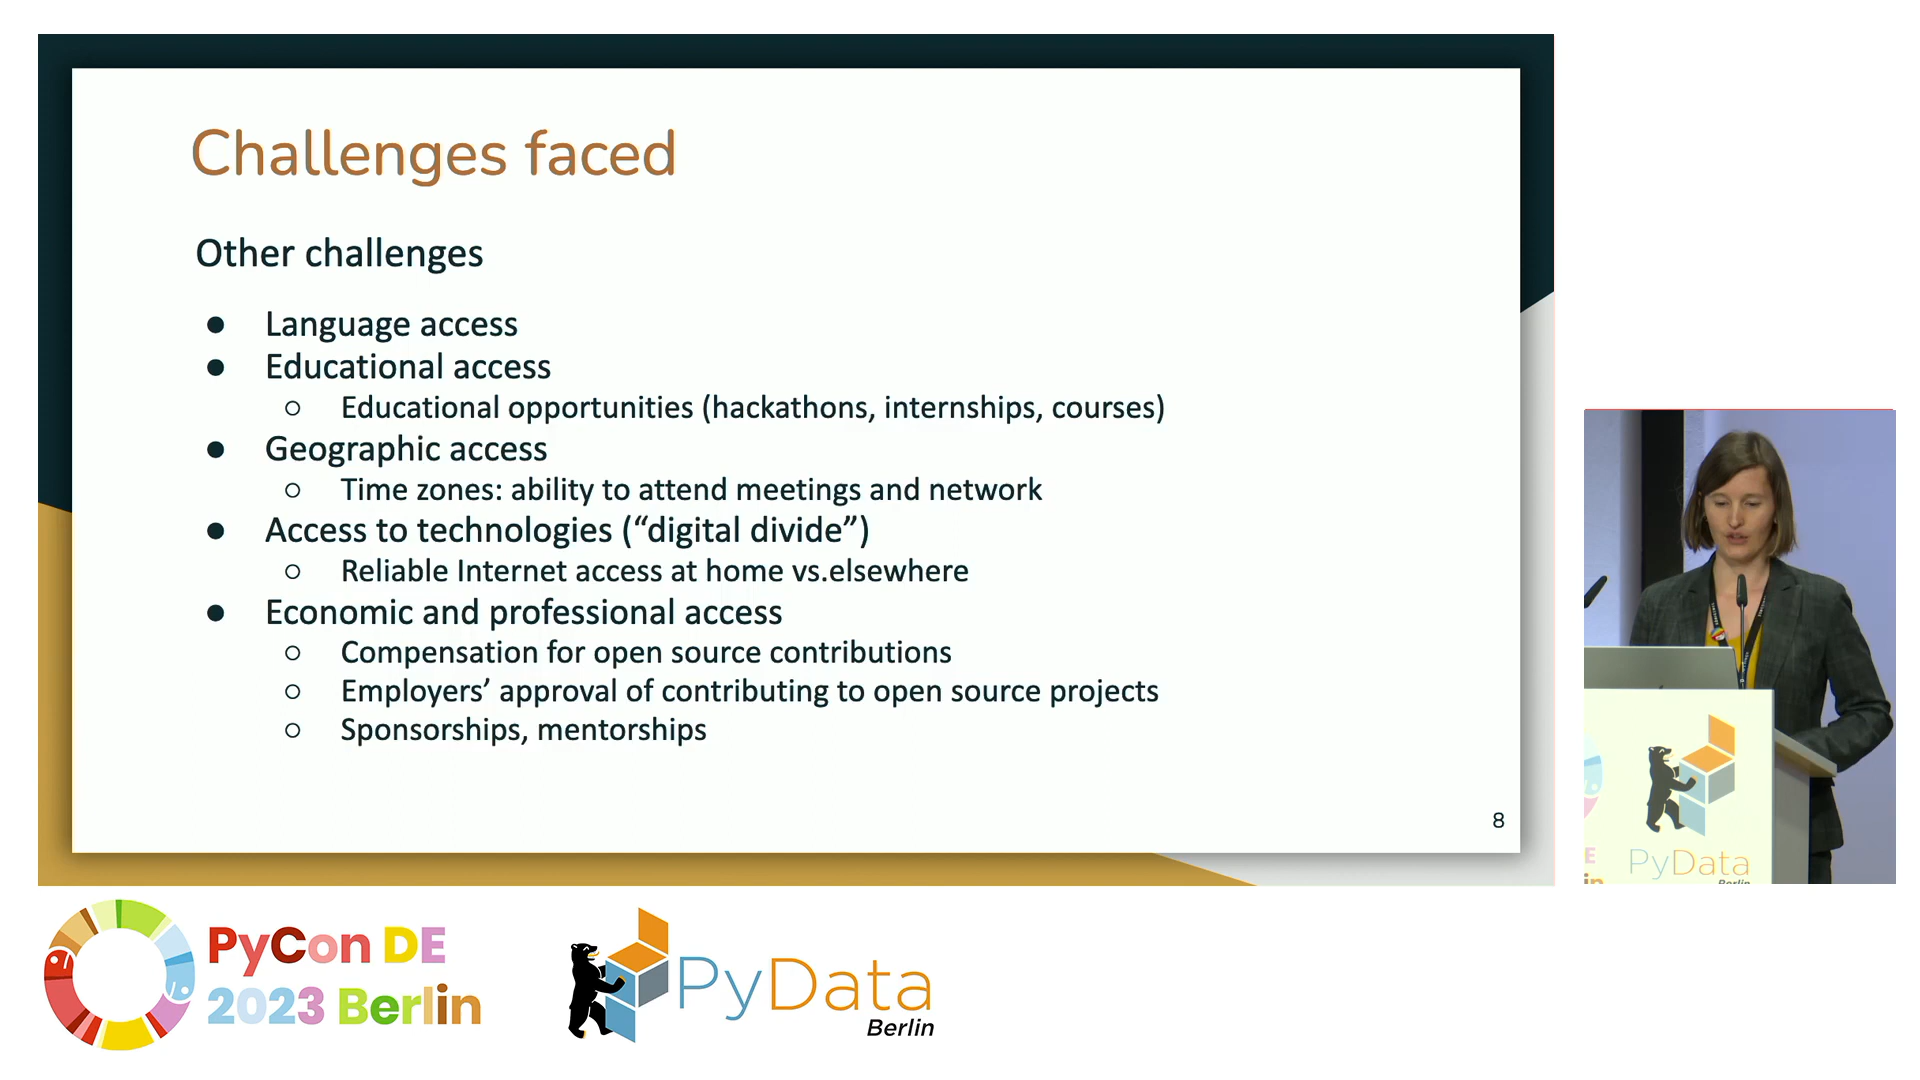 Challenges faced
Other challenges
● Language access
● Educational access
○ Educational opportunities (hackathons, internships, courses)
● Geographic access
○ Time zones: ability to attend meetings and network
● Access to technologies (“digital divide”)
○ Reliable Internet access at home vs.elsewhere
● Economic and professional access
○ Compensation for open source contributions
○ Employers’ approval of contributing to open source projects
○ Sponsorships, mentorships
8
E
in
PyData
Berlin
PyCon DE
2023 Berlin
PyData
Berlin